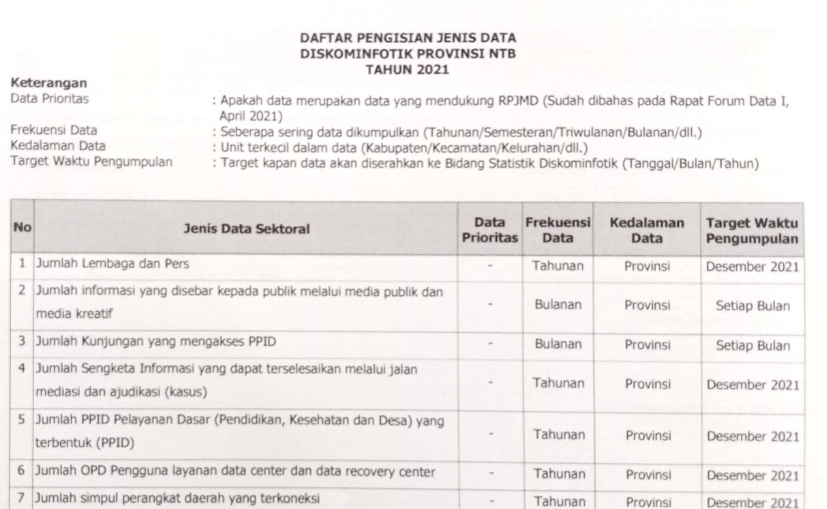 DAFTAR PENGISIAN JENIS DATA
DISKOMINFOTIK PROVINSI NTB
TAHUN 2021
Keterangan
Data Prioritas : Apakah data merupakan data yang mendukung RPJMD (Sudah dibahas pada Rapat Forum Data I,
April 2021)
Frekuensi Data : Seberapa sering data dikumpulkan (Tahunan/Semesteran/Triwulanan/Bulanan/dll.)
Kedalaman Data : Unit terkecil dalam data (Kabupaten/Kecamatan/Kelurahan/dll.)
Target Waktu Pengumpulan : Target kapan data akan diserahkan ke Bidang Statistik Diskominfotik (Tanggal/Bulan/Tahun)
No Jenis Data Sektoral Data Prioritas Frekuensi Data Kedalaman Data Target Waktu Pengumpulan
1 Jumlah Lembaga dan Pers - Tahunan Provinsi Desember 2021
2 Jumlah informasi yang disebar kepada publik melalui media publik dan
media kreatif - Bulanan Provinsi Setiap Bulan
3 Jumlah Kunjungan yang mengakses PPID - Bulanan Provinsi Setiap Bulan
4 Jumlah Sengketa Informasi yang dapat terselesaikan melalui jalan
mediasi dan ajudikasi (kasus) - Tahunan Provinsi Desember 2021
5 Jumlah PPID Pelayanan Dasar (Pendidikan, Kesehatan dan Desa) yang
terbentuk (PPID) - Tahunan Provinsi Desember 2021
6 Jumlah OPD Pengguna layanan data center dan data recovery center - Tahunan Provinsi Desember 2021
7 Jumlah simpul perangkat daerah yang terkoneksi - Tahunan Provinsi Desember 2021